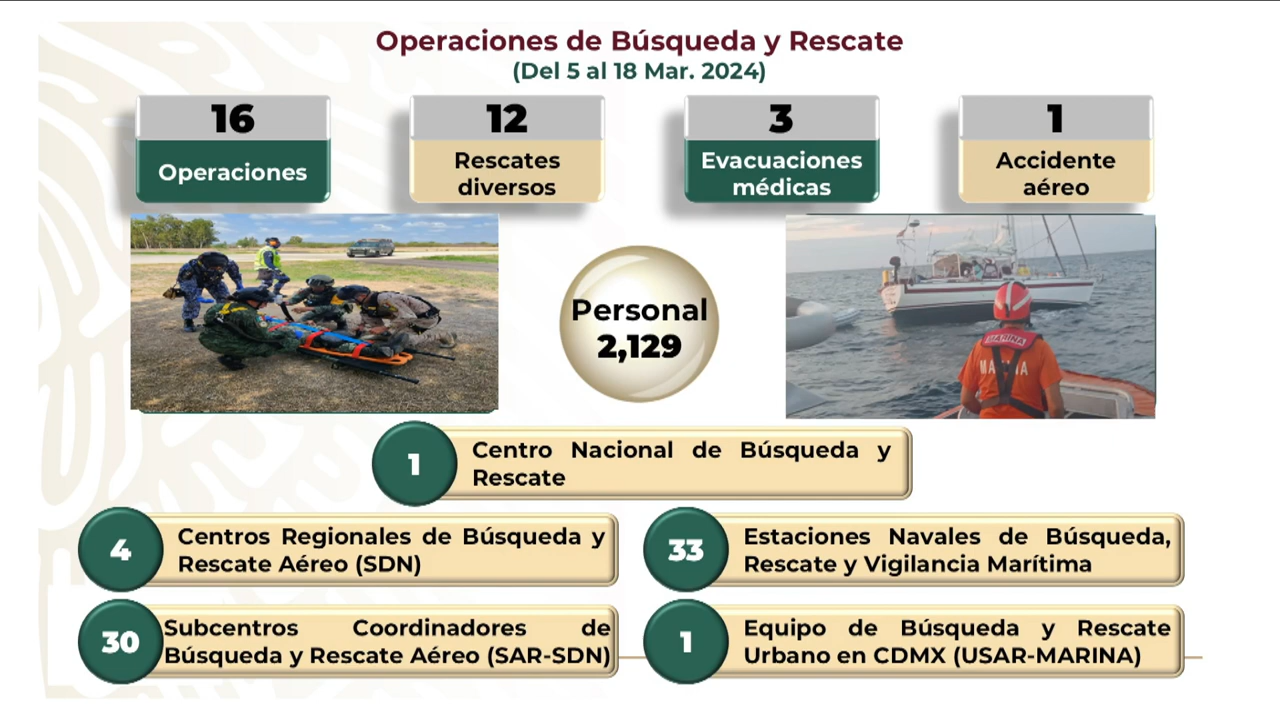 Operaciones de Búsqueda y Rescate
(Del 5 al 18 Mar. 2024)
16
Operaciones
12
Rescates
diversos
3
Evacuaciones
médicas
1
Accidente
aéreo
Personal
2,129
MARINA
MARINA
1
Centro Nacional de Búsqueda y
Rescate
4
Centros Regionales de Búsqueda y
Rescate Aéreo (SDN)
33
Estaciones Navales de Búsqueda,
Rescate y Vigilancia Marítima
30
Subcentros Coordinadores de
Búsqueda y Rescate Aéreo (SAR-SDN)
1
Equipo de Búsqueda y Rescate
Urbano en CDMX (USAR-MARINA)